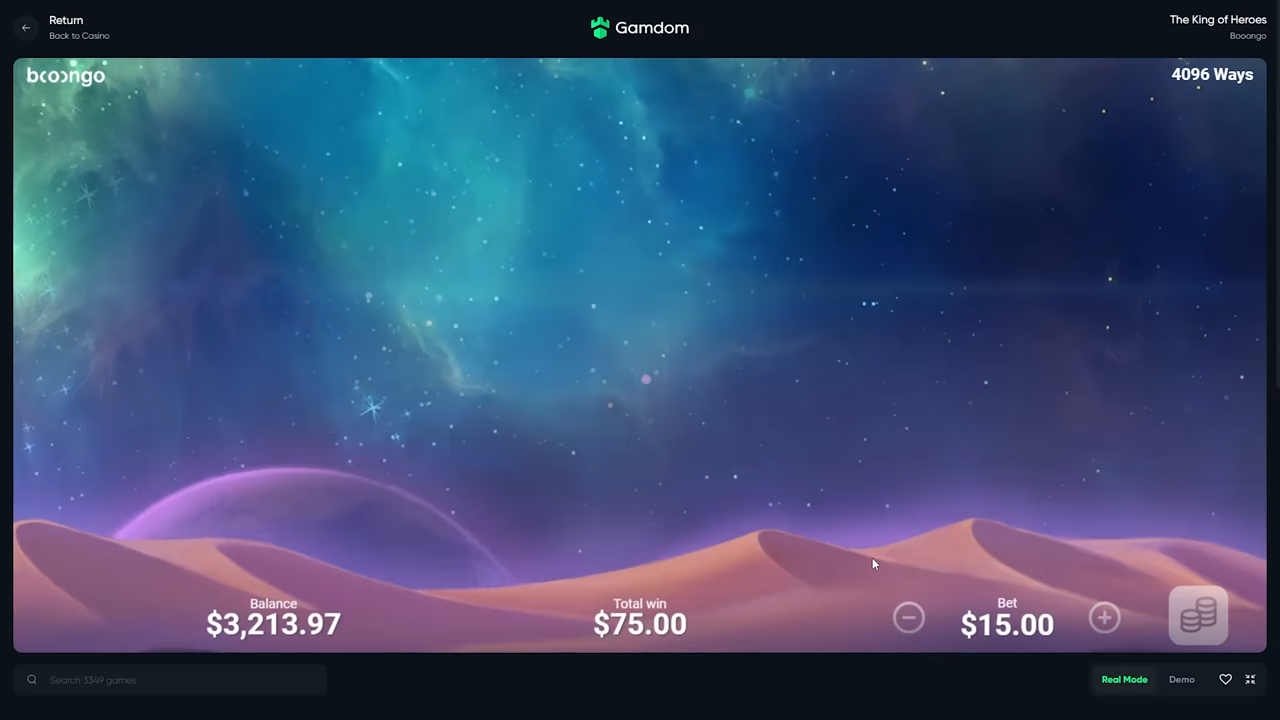 Return
Back to Casino
Gamdom
The King of Heroes
Booongo
booongo
4096 Ways
Balance
$3,213.97
Total win
$75.00
Bet
$15.00
Search 3349 games
Real Mode
Demo